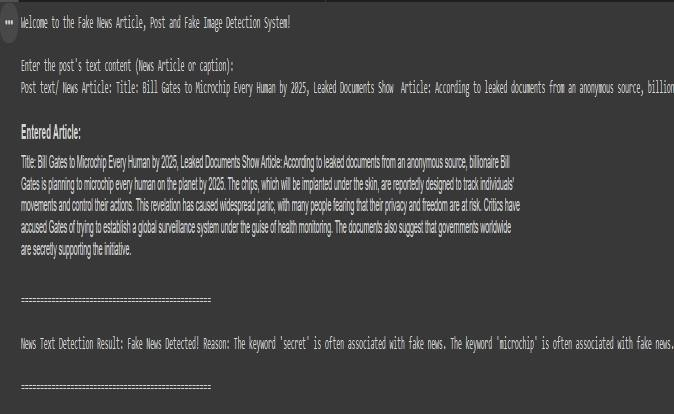 Welcome to the Fake News Article, Post and Fake Image Detection System!
Enter the post's text content (News Article or caption):
Post text/ News Article: Title: Bill Gates to Microchip Every Human by 2025, Leaked Documents Show  Article: According to leaked documents from an anonymous source, billion
Entered Article:
Title: Bill Gates to Microchip Every Human by 2025, Leaked Documents Show Article: According to leaked documents from an anonymous source, billionaire Bill
Gates is planning to microchip every human on the planet by 2025. The chips, which will be implanted under the skin, are reportedly designed to track individuals'
movements and control their actions. This revelation has caused widespread panic, with many people fearing that their privacy and freedom are at risk. Critics have
accused Gates of trying to establish a global surveillance system under the guise of health monitoring. The documents also suggest that governments worldwide
are secretly supporting the initiative.
==================================================
News Text Detection Result: Fake News Detected! Reason: The keyword 'secret' is often associated with fake news. The keyword 'microchip' is often associated with fake news.
==================================================